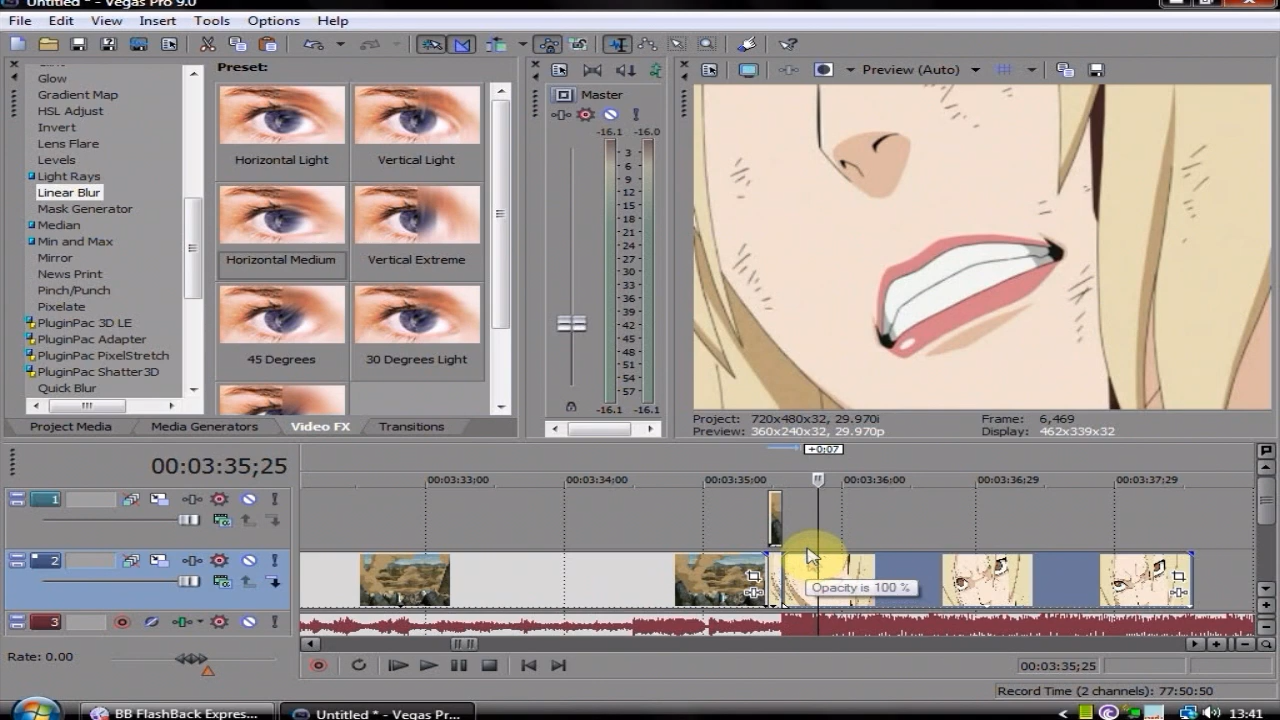 Untitled * - Vegas Pro 9.0
File Edit View Insert Tools Options Help
Glow
Gradient Map
HSL Adjust
Invert
Lens Flare
Levels
Light Rays
Linear Blur
Mask Generator
Median
Min and Max
Mirror
News Print
Pinch/Punch
Pixelate
PluginPac 3D LE
PluginPac Adapter
PluginPac PixelStretch
PluginPac Shatter3D
Quick Blur
Preset:
Horizontal Light
Vertical Light
Horizontal Medium
Vertical Extreme
45 Degrees
30 Degrees Light
Project Media Media Generators Video FX Transitions
Master
-16.1 -16.0
3
6
9
12
15
18
21
24
27
30
33
36
39
42
45
48
51
54
57
-16.1 -16.1
Preview (Auto)
Project: 720x480x32, 29.970i
Preview: 360x240x32, 29.970p
Frame: 6,469
Display: 462x339x32
+0;07
00:03:35;25
00:03:33;00 00:03:34;00 00:03:35;00 00:03:36;00 00:03:36;29 00:03:37;29
1
2
Opacity is 100 %
3
Rate: 0.00
00:03:35;25
Record Time (2 channels): 77:50:50
BB FlashBack Expres...
Untitled * - Vegas Pr...
13:41